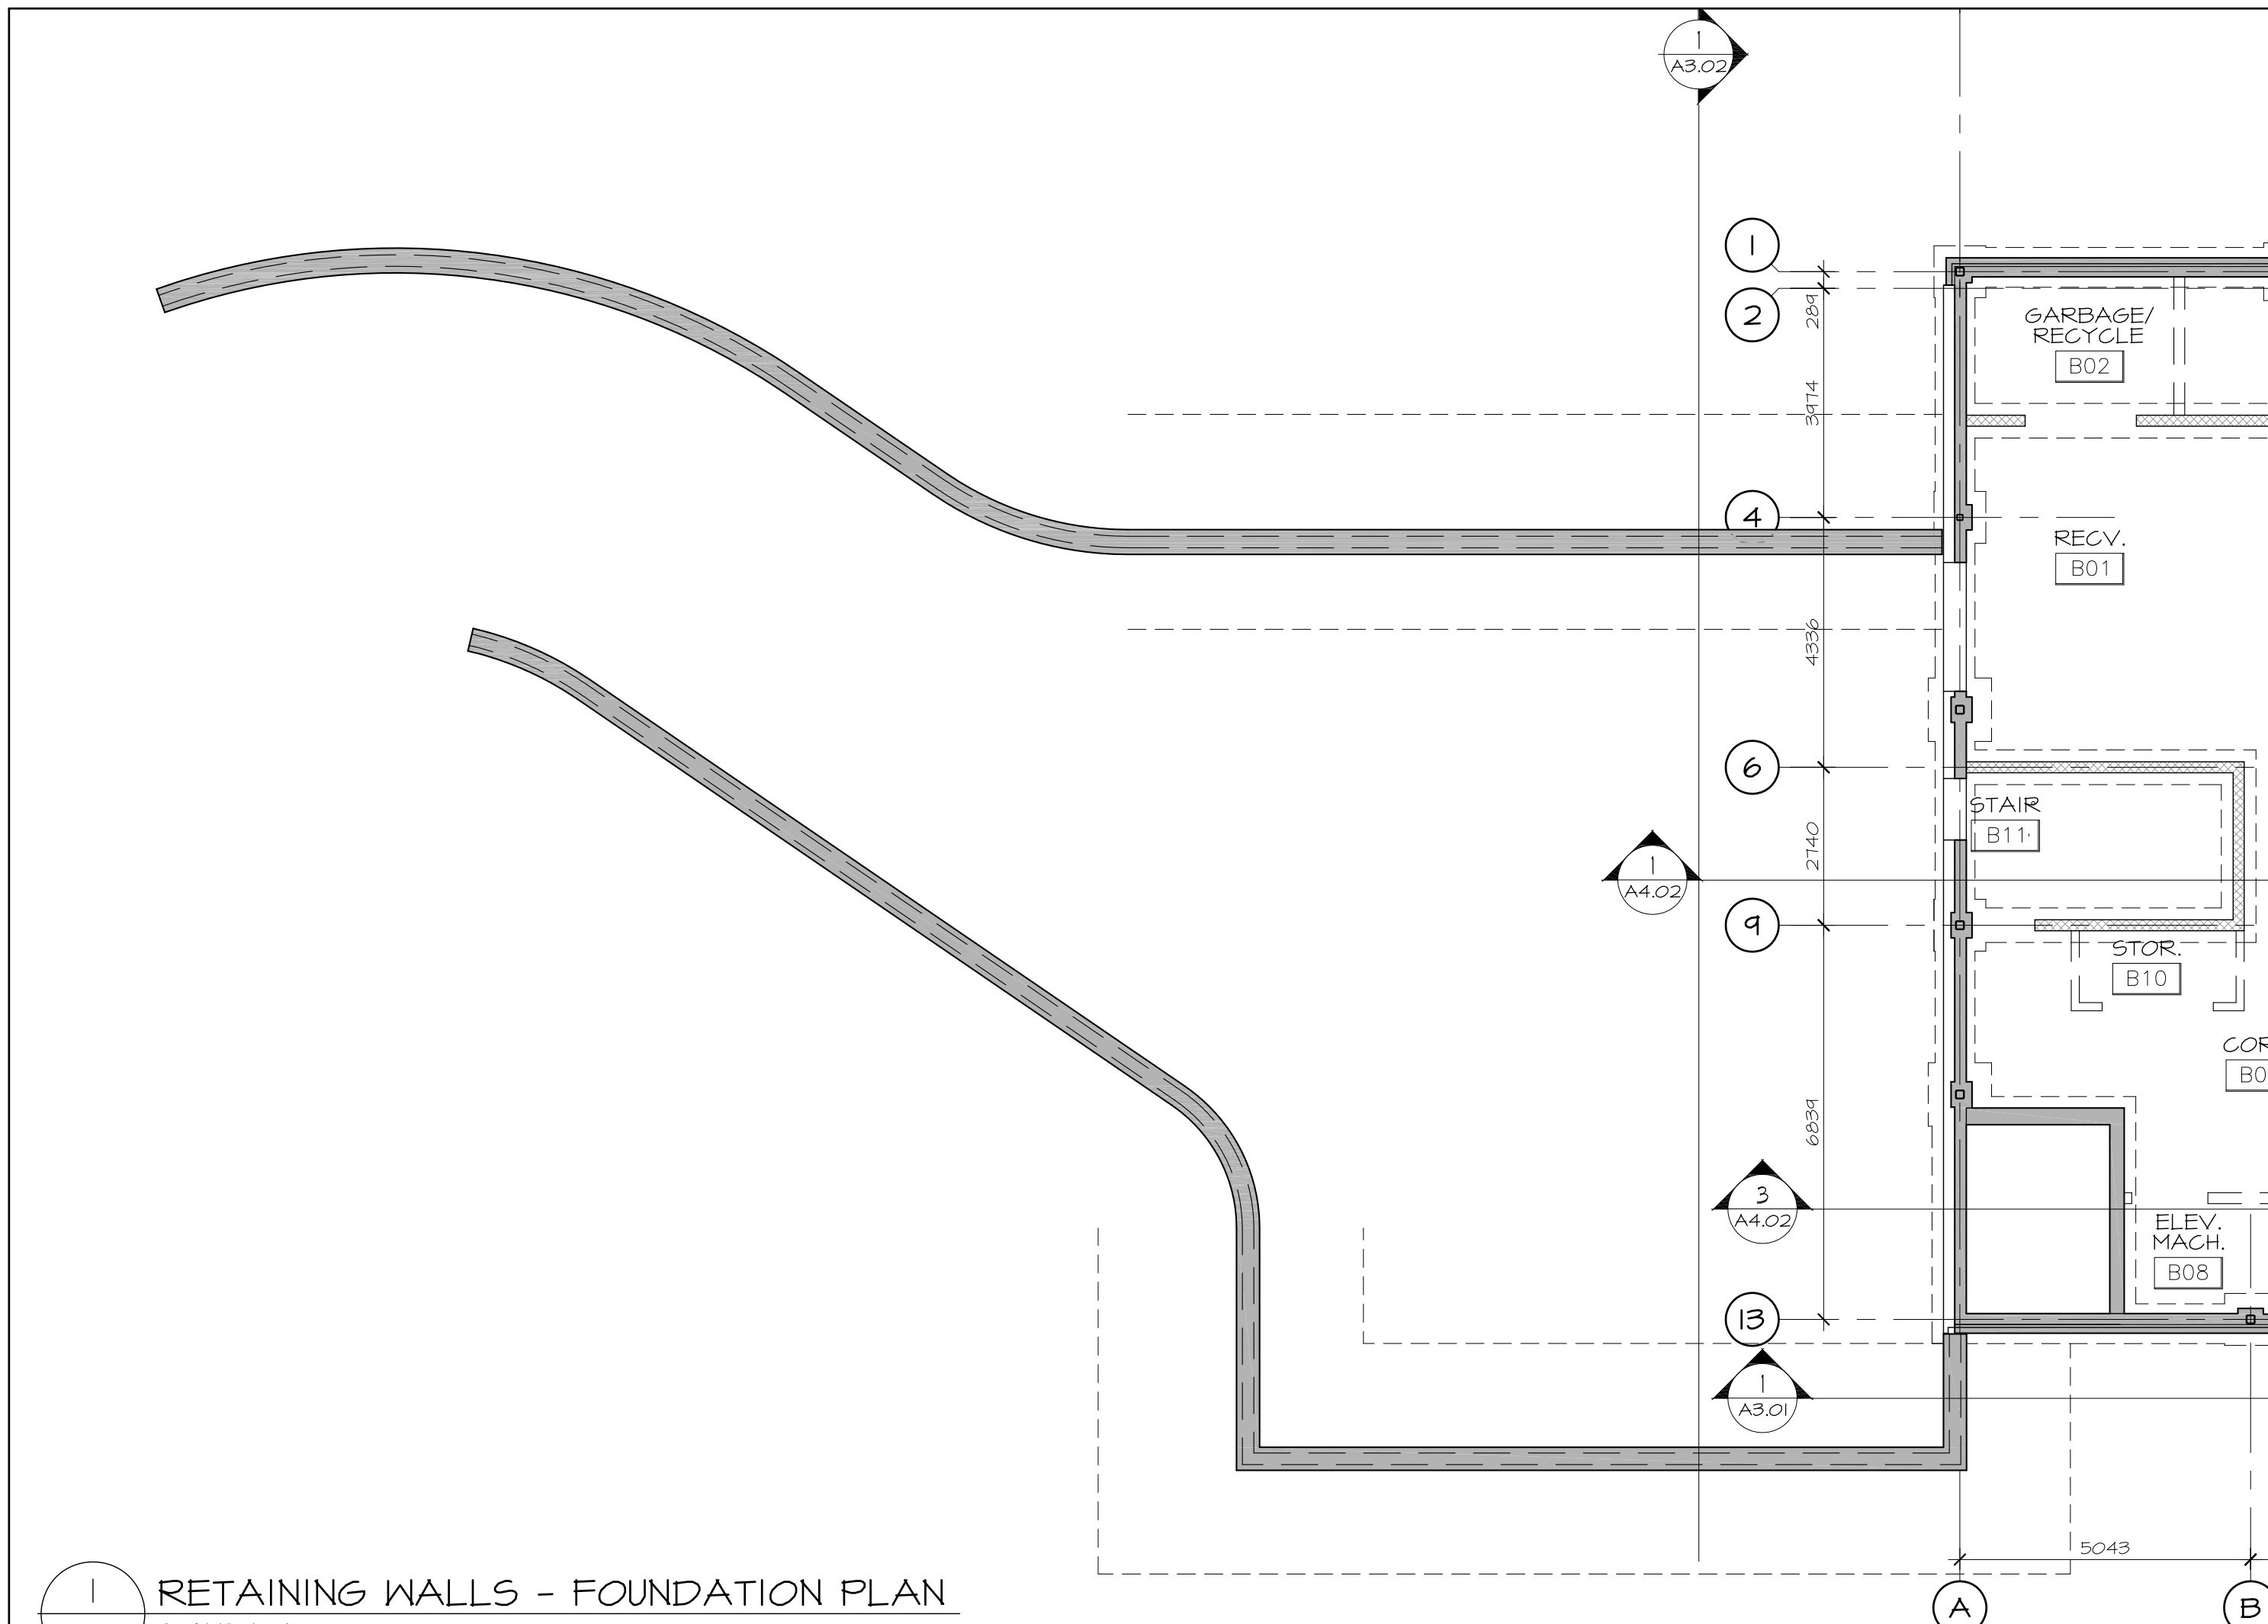 1
A3.02
1
2
289
GARBAGE/
RECYCLE
B02
3974
4
RECV.
B01
4336
6
STAIR
B11
2740
1
A4.02
9
STOR.
B10
6839
3
A4.02
ELEV.
MACH.
B08
13
1
A3.01
5043
1
RETAINING WALLS - FOUNDATION PLAN
A
B